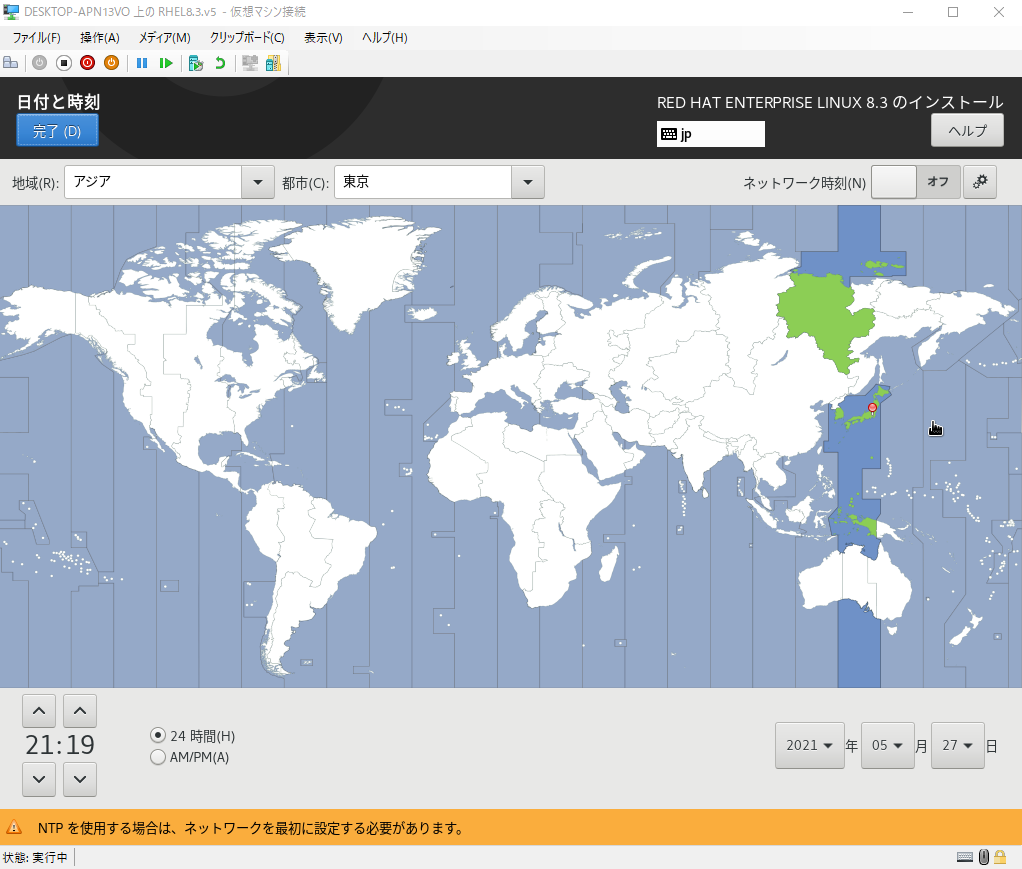 DESKTOP-APN13VO 上の RHEL8.3.v5 - 仮想マシン接続
ファイル(F) 操作(A) メディア(M) クリップボード(C) 表示(V) ヘルプ(H)
日付と時刻
RED HAT ENTERPRISE LINUX 8.3 のインストール
完了 (D)
jp
ヘルプ
地域(R): アジア 都市(C): 東京 ネットワーク時刻(N) オフ
21:19
24 時間(H)
AM/PM(A)
2021 年 05 月 27 日
NTP を使用する場合は、ネットワークを最初に設定する必要があります。
状態: 実行中